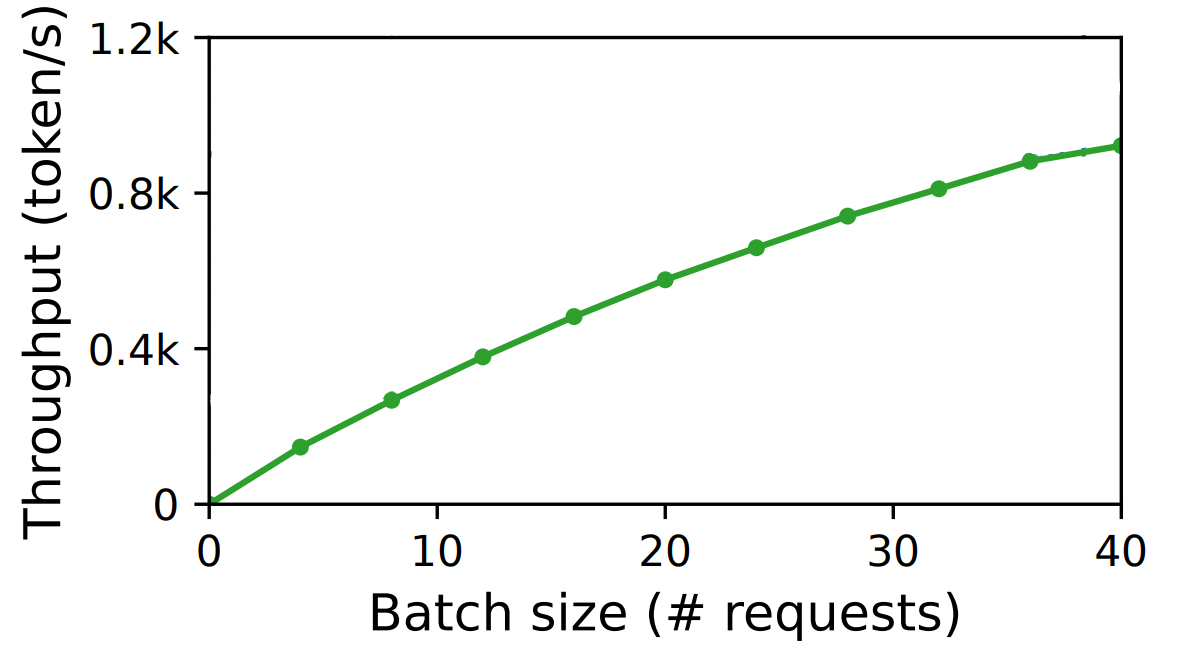 Throughput (token/s)
1.2k
0.8k
0.4k
0
0 10 20 30 40
Batch size (# requests)